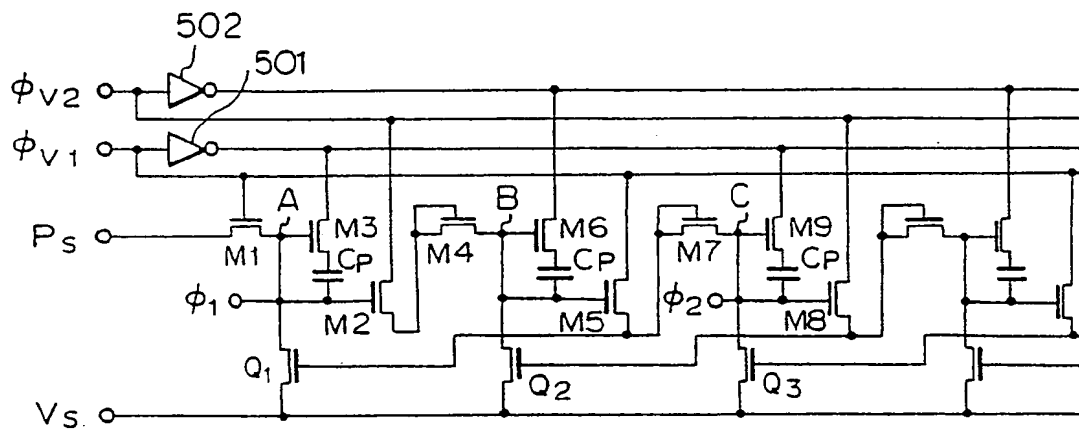 502
501
ϕV2
ϕV1
A B C
PS
M1 M3 M4 M6 M7 M9
CP CP CP
ϕ1 M2 M5 ϕ2 M8
Q1 Q2 Q3
VS.